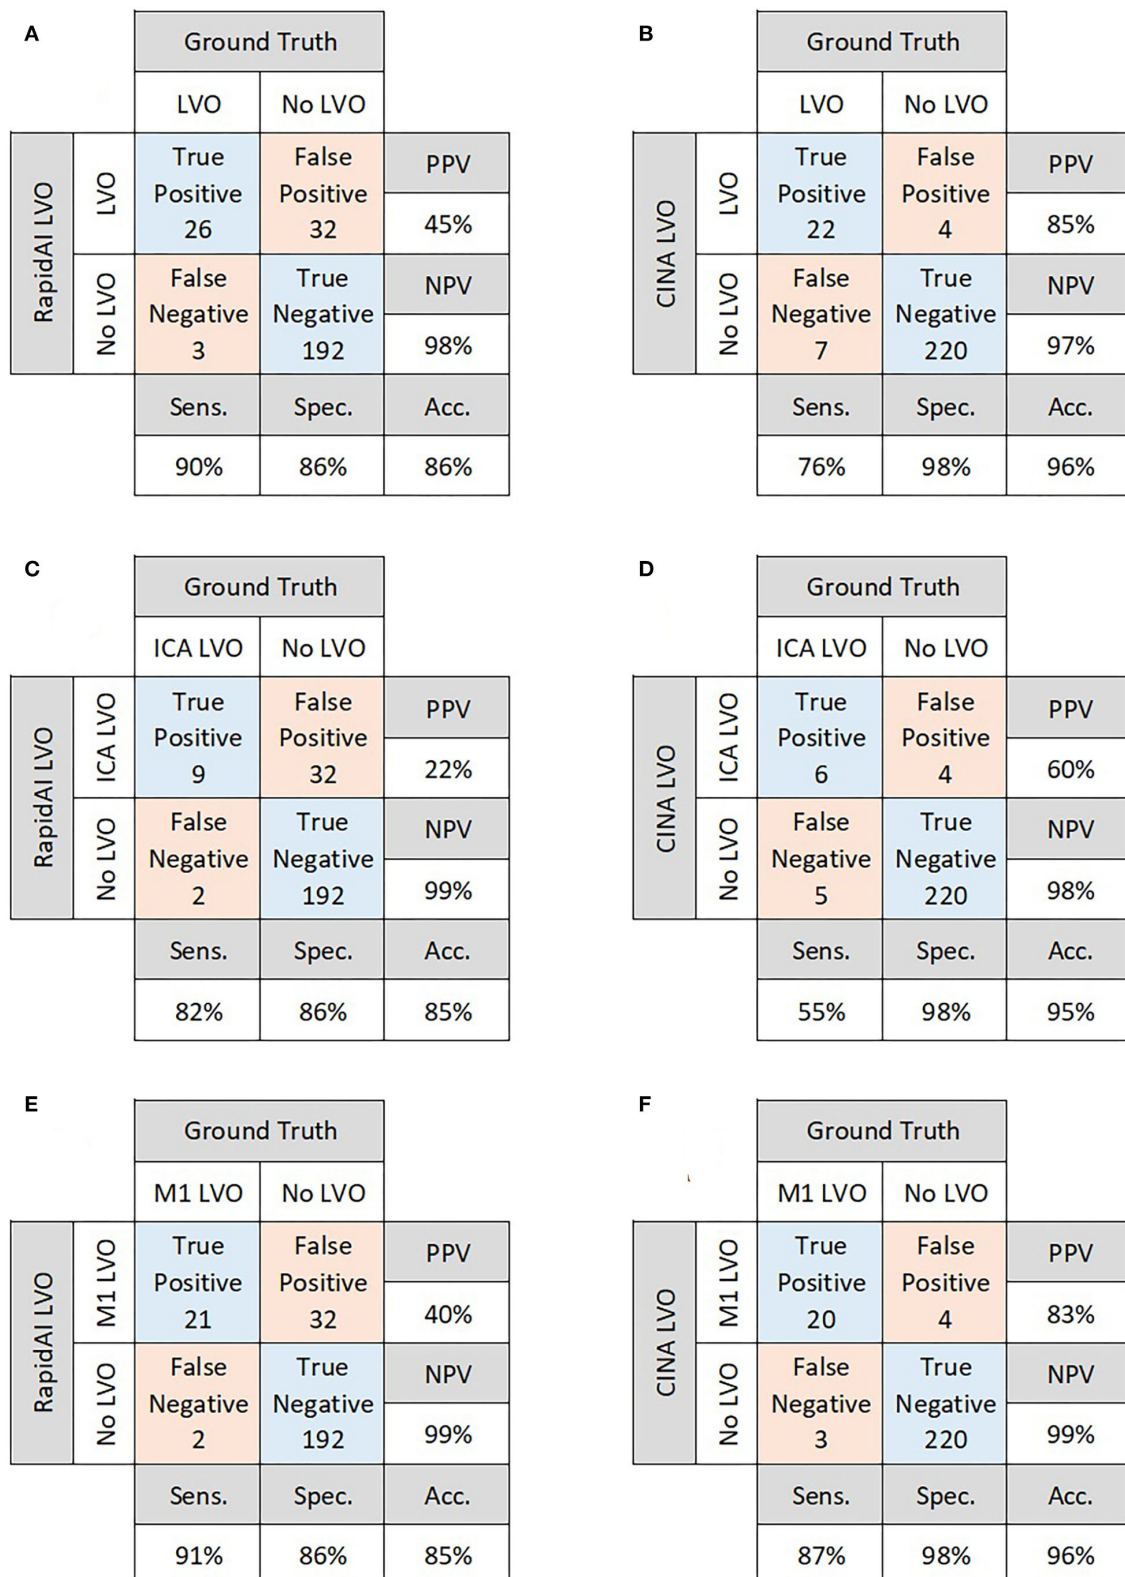 A
Ground Truth
LVO No LVO
RapidAI LVO
LVO
True Positive 26
False Positive 32
PPV
45%
No LVO
False Negative 3
True Negative 192
NPV
98%
Sens. Spec. Acc.
90% 86% 86%
B
Ground Truth
LVO No LVO
CINA LVO
LVO
True Positive 22
False Positive 4
PPV
85%
No LVO
False Negative 7
True Negative 220
NPV
97%
Sens. Spec. Acc.
76% 98% 96%
C
Ground Truth
ICA LVO No LVO
RapidAI LVO
ICA LVO
True Positive 9
False Positive 32
PPV
22%
No LVO
False Negative 2
True Negative 192
NPV
99%
Sens. Spec. Acc.
82% 86% 85%
D
Ground Truth
ICA LVO No LVO
CINA LVO
ICA LVO
True Positive 6
False Positive 4
PPV
60%
No LVO
False Negative 5
True Negative 220
NPV
98%
Sens. Spec. Acc.
55% 98% 95%
E
Ground Truth
M1 LVO No LVO
RapidAI LVO
M1 LVO
True Positive 21
False Positive 32
PPV
40%
No LVO
False Negative 2
True Negative 192
NPV
99%
Sens. Spec. Acc.
91% 86% 85%
F
Ground Truth
M1 LVO No LVO
CINA LVO
M1 LVO
True Positive 20
False Positive 4
PPV
83%
No LVO
False Negative 3
True Negative 220
NPV
99%
Sens. Spec. Acc.
87% 98% 96%